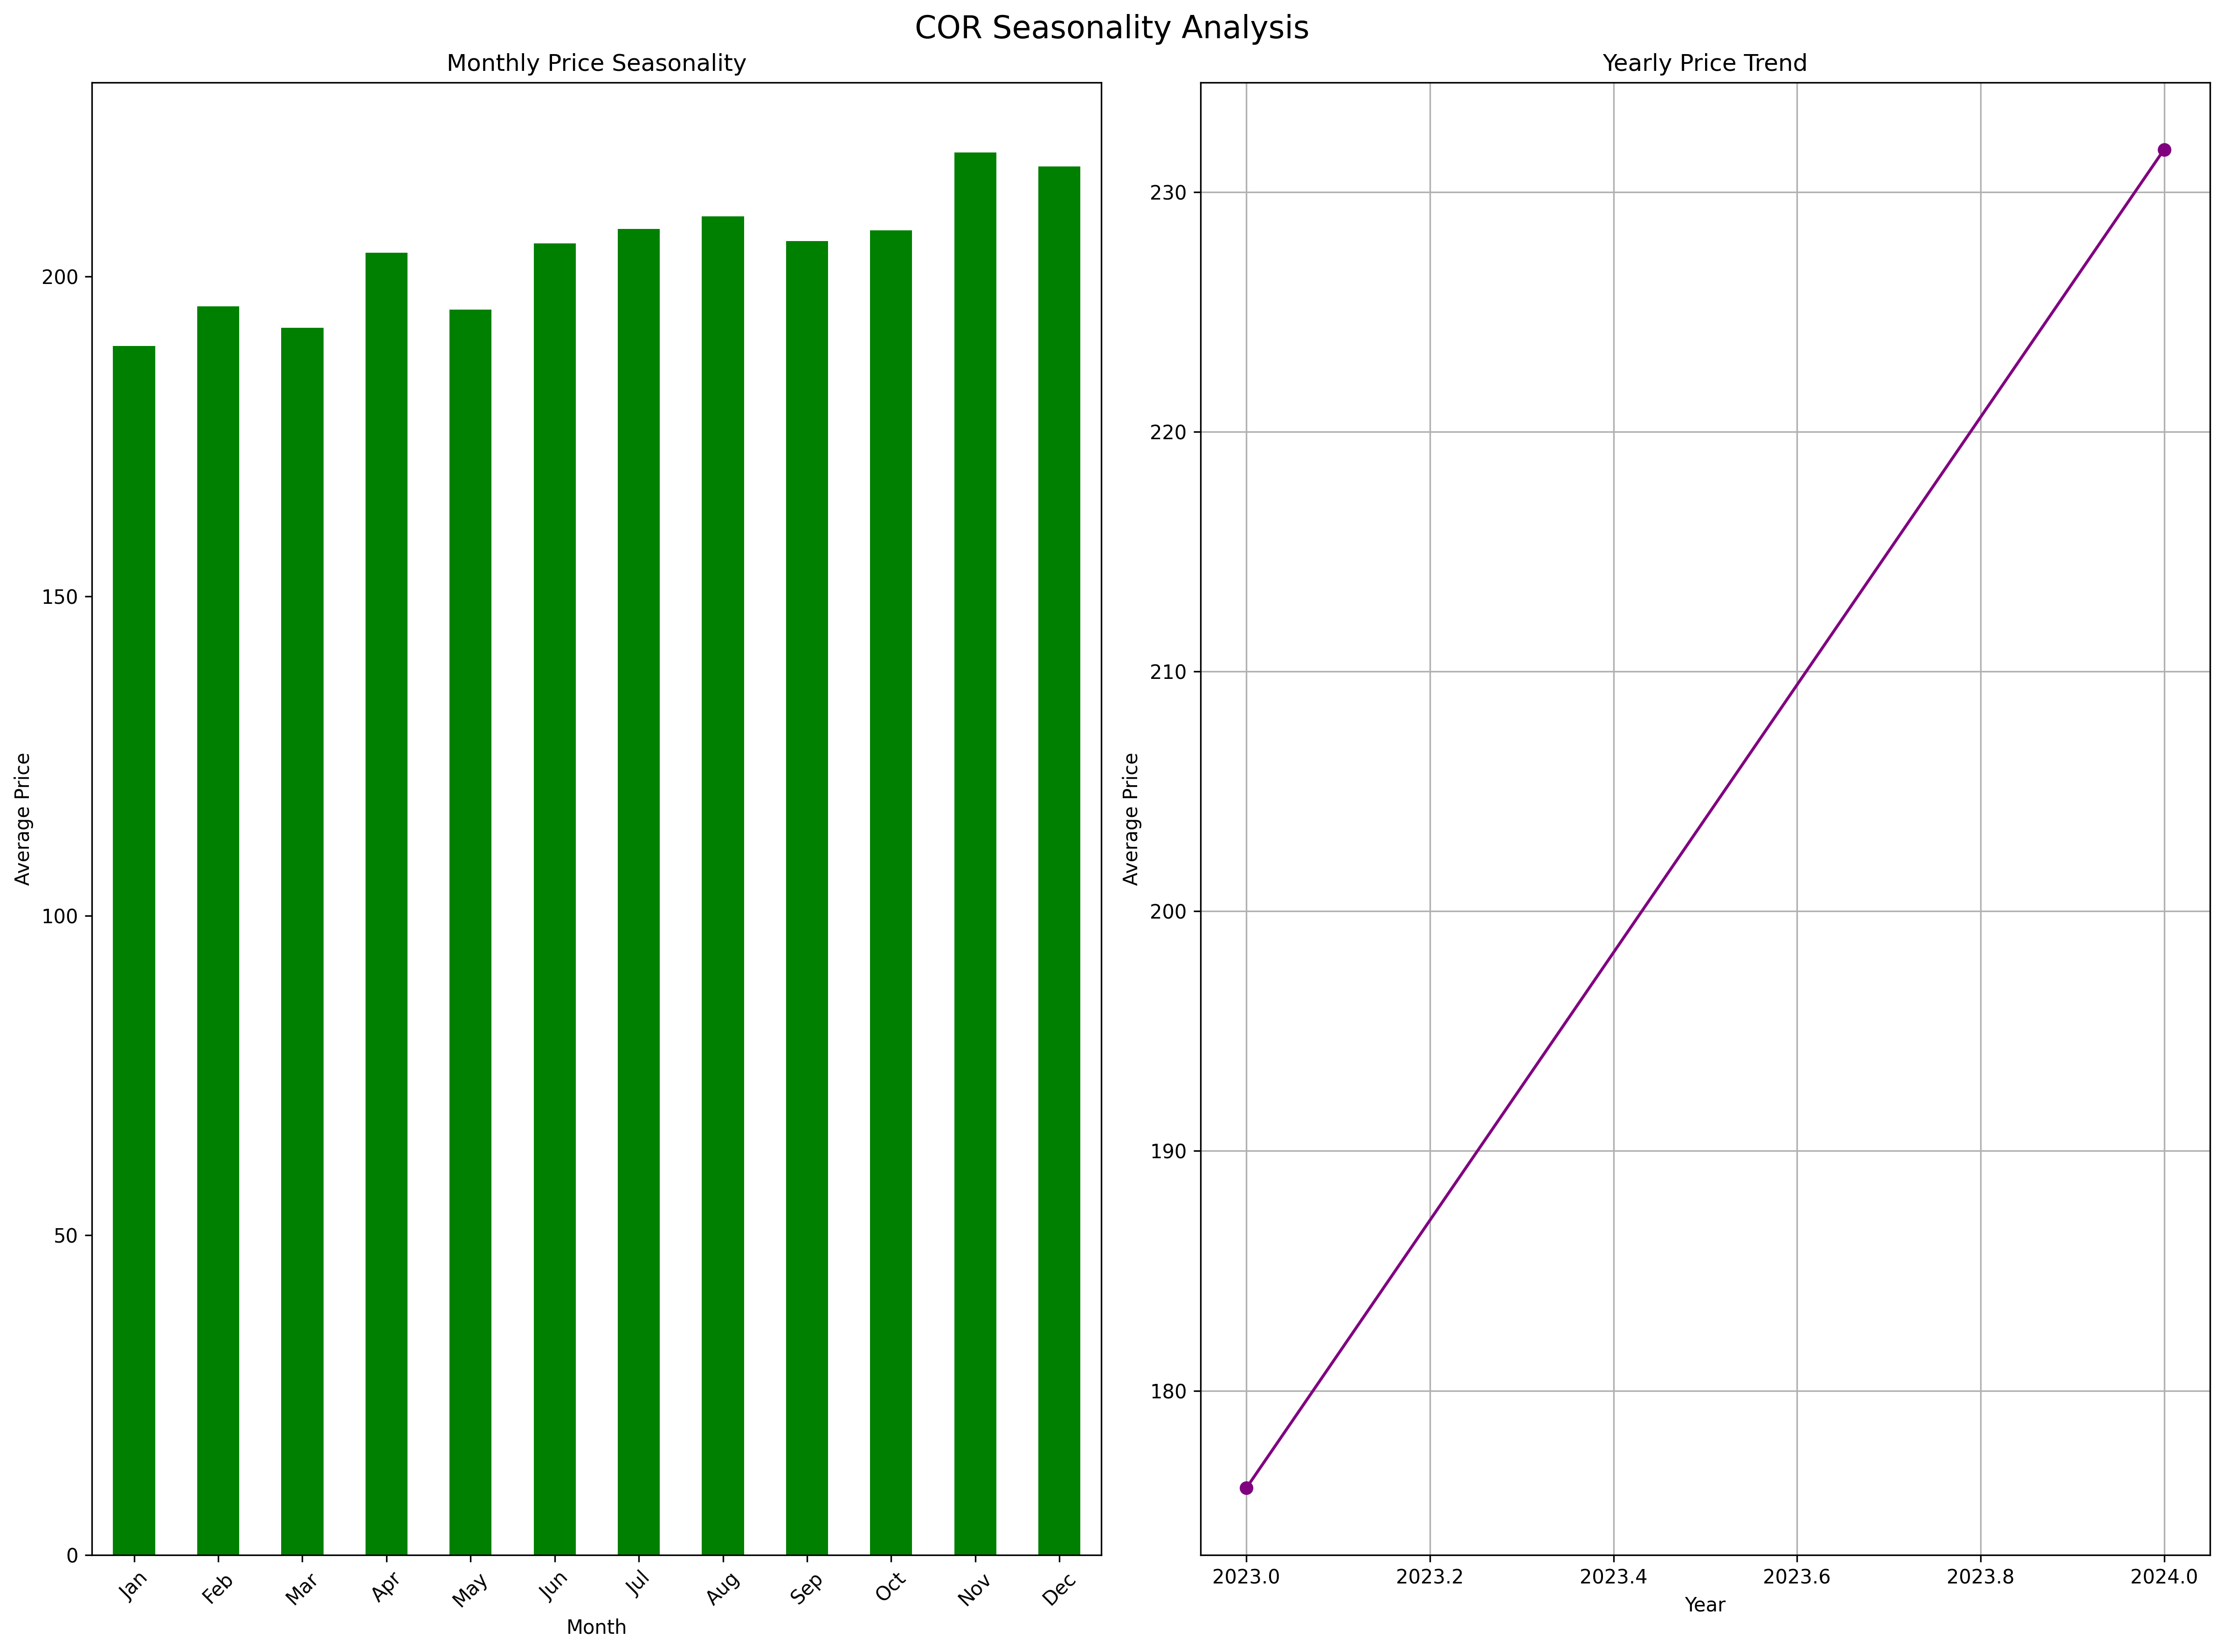 COR Seasonality Analysis
Monthly Price Seasonality
Average Price
200
150
100
50
0
Jan
Feb
Mar
Apr
May
Jun
Jul
Aug
Sep
Oct
Nov
Dec
Month
Yearly Price Trend
Average Price
230
220
210
200
190
180
2023.0
2023.2
2023.4
2023.6
2023.8
2024.0
Year